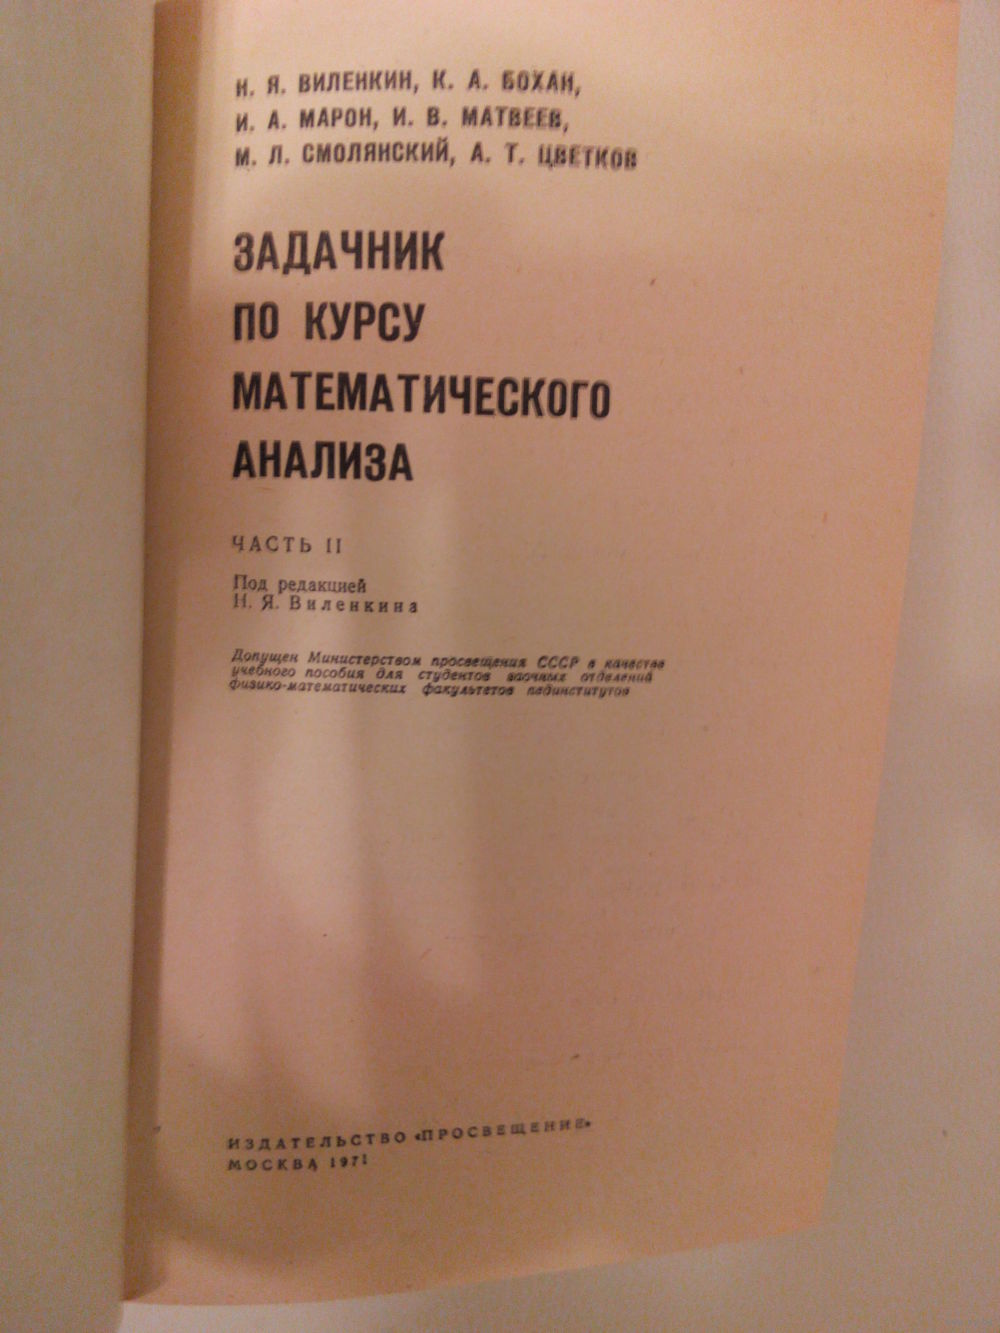 Н. Я. ВИЛЕНКИН, К. А. БОХАН,
И. А. МАРОН, И. В. МАТВЕЕВ,
М. Л. СМОЛЯНСКИЙ, А. Т. ЦВЕТКОВ
ЗАДАЧНИК
ПО КУРСУ
МАТЕМАТИЧЕСКОГО
АНАЛИЗА
ЧАСТЬ II
Под редакцией
Н. Я. Виленкина
Допущен Министерством просвещения СССР в качестве
учебного пособия для студентов заочных отделений
физико-математических факультетов пединститутов
ИЗДАТЕЛЬСТВО «ПРОСВЕЩЕНИЕ»
МОСКВА 1971